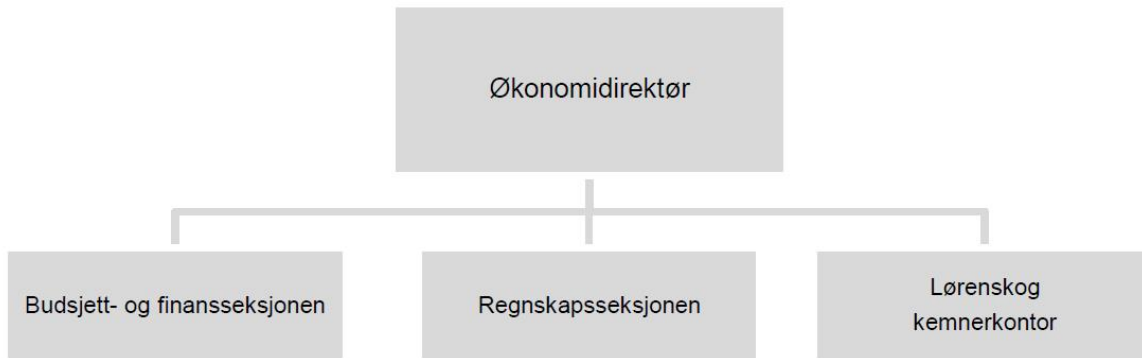 Økonomidirektør
Budsjett- og finansseksjonen
Regnskapsseksjonen
Lørenskog
kemnerkontor